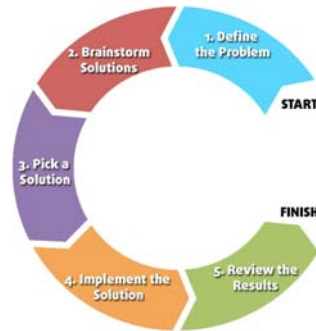 START
1. Define
the Problem
2. Brainstorm
Solutions
3. Pick a
Solution
4. Implement the
Solution
5. Review the
Results
FINISH